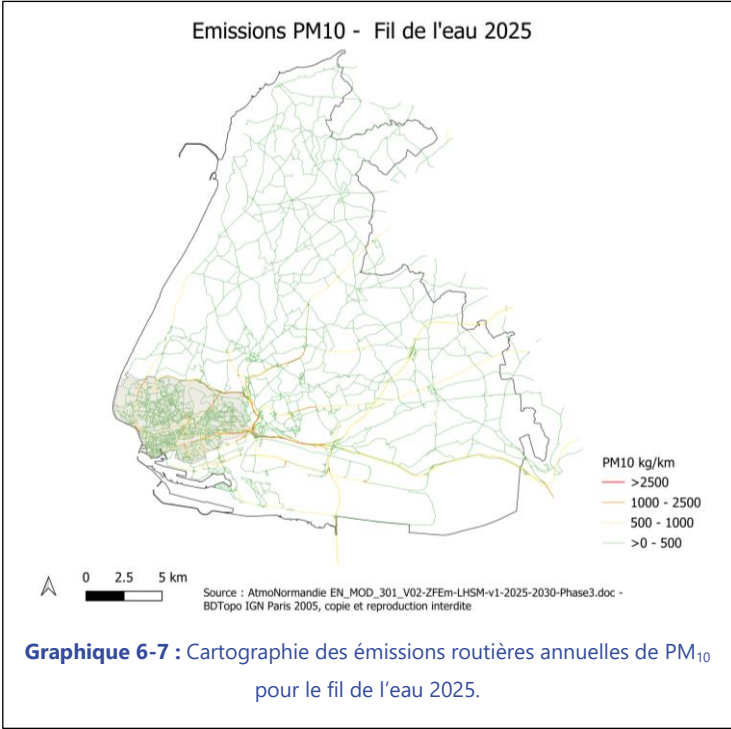 Emissions PM10 - Fil de l'eau 2025
PM10 kg/km
>2500
1000 - 2500
500 - 1000
>0 - 500
0 2.5 5 km
Source : AtmoNormandie EN_MOD_301_V02-ZFEm-LHSM-v1-2025-2030-Phase3.doc -
BDTopo IGN Paris 2005, copie et reproduction interdite
Graphique 6-7 : Cartographie des émissions routières annuelles de PM₁₀
pour le fil de l’eau 2025.